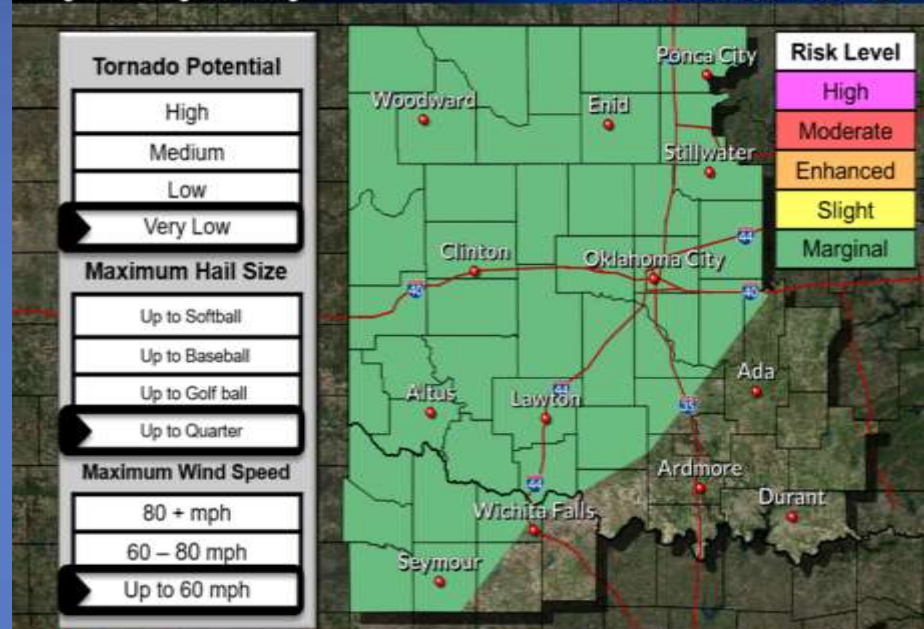 Tornado Potential
High
Medium
Low
Very Low
Maximum Hail Size
Up to Softball
Up to Baseball
Up to Golf ball
Up to Quarter
Maximum Wind Speed
80 + mph
60 – 80 mph
Up to 60 mph
Ponca City
Woodward
Enid
Stillwater
44
Clinton
Oklahoma City
40
40
Ada
Altus
44
Lawton
35
Ardmore
44
Durant
Wichita Falls
Seymour
Risk Level
High
Moderate
Enhanced
Slight
Marginal